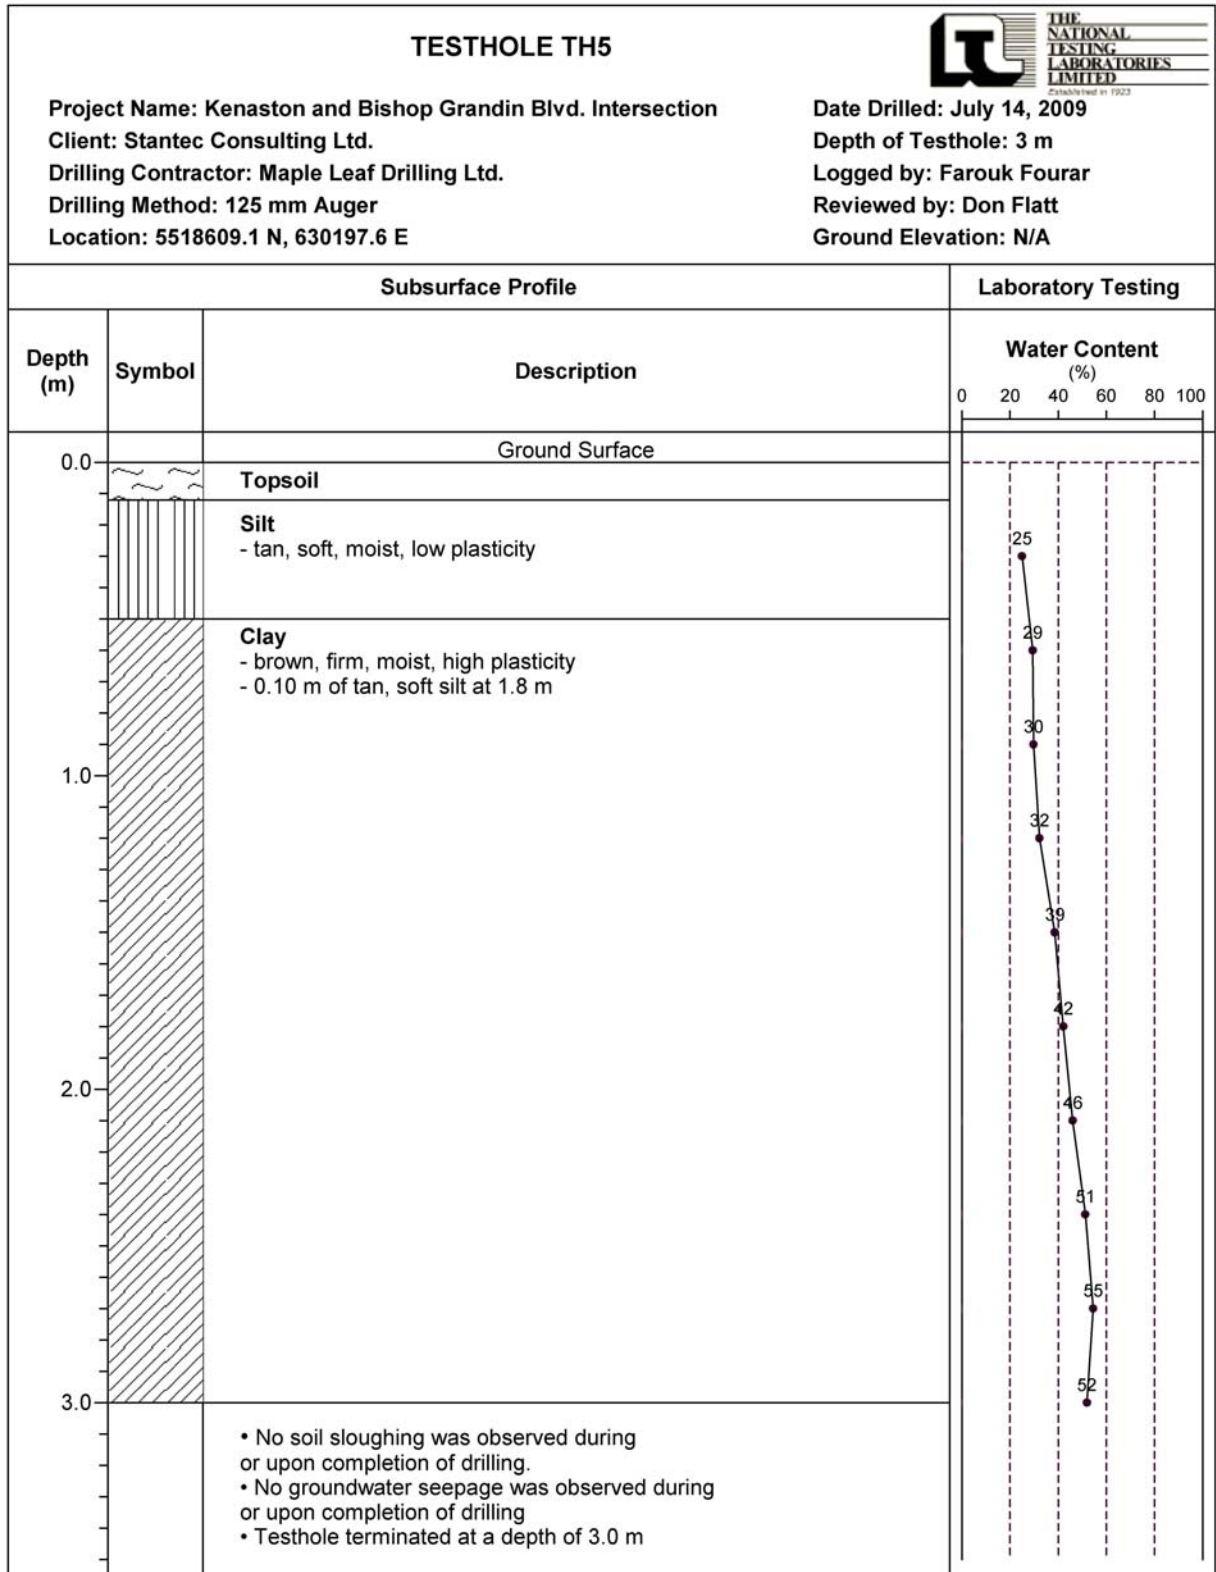 TESTHOLE TH5
THE
NATIONAL
TESTING
LABORATORIES
LIMITED
Established in 1923
Project Name: Kenaston and Bishop Grandin Blvd. Intersection
Client: Stantec Consulting Ltd.
Drilling Contractor: Maple Leaf Drilling Ltd.
Drilling Method: 125 mm Auger
Location: 5518609.1 N, 630197.6 E
Date Drilled: July 14, 2009
Depth of Testhole: 3 m
Logged by: Farouk Fourar
Reviewed by: Don Flatt
Ground Elevation: N/A
Subsurface Profile
Laboratory Testing
Depth
(m)
Symbol
Description
Water Content
(%)
0 20 40 60 80 100
Ground Surface
0.0
Topsoil
Silt
- tan, soft, moist, low plasticity
25
Clay
- brown, firm, moist, high plasticity
- 0.10 m of tan, soft silt at 1.8 m
29
30
1.0
32
39
42
2.0
46
51
55
52
3.0
• No soil sloughing was observed during
or upon completion of drilling.
• No groundwater seepage was observed during
or upon completion of drilling
• Testhole terminated at a depth of 3.0 m